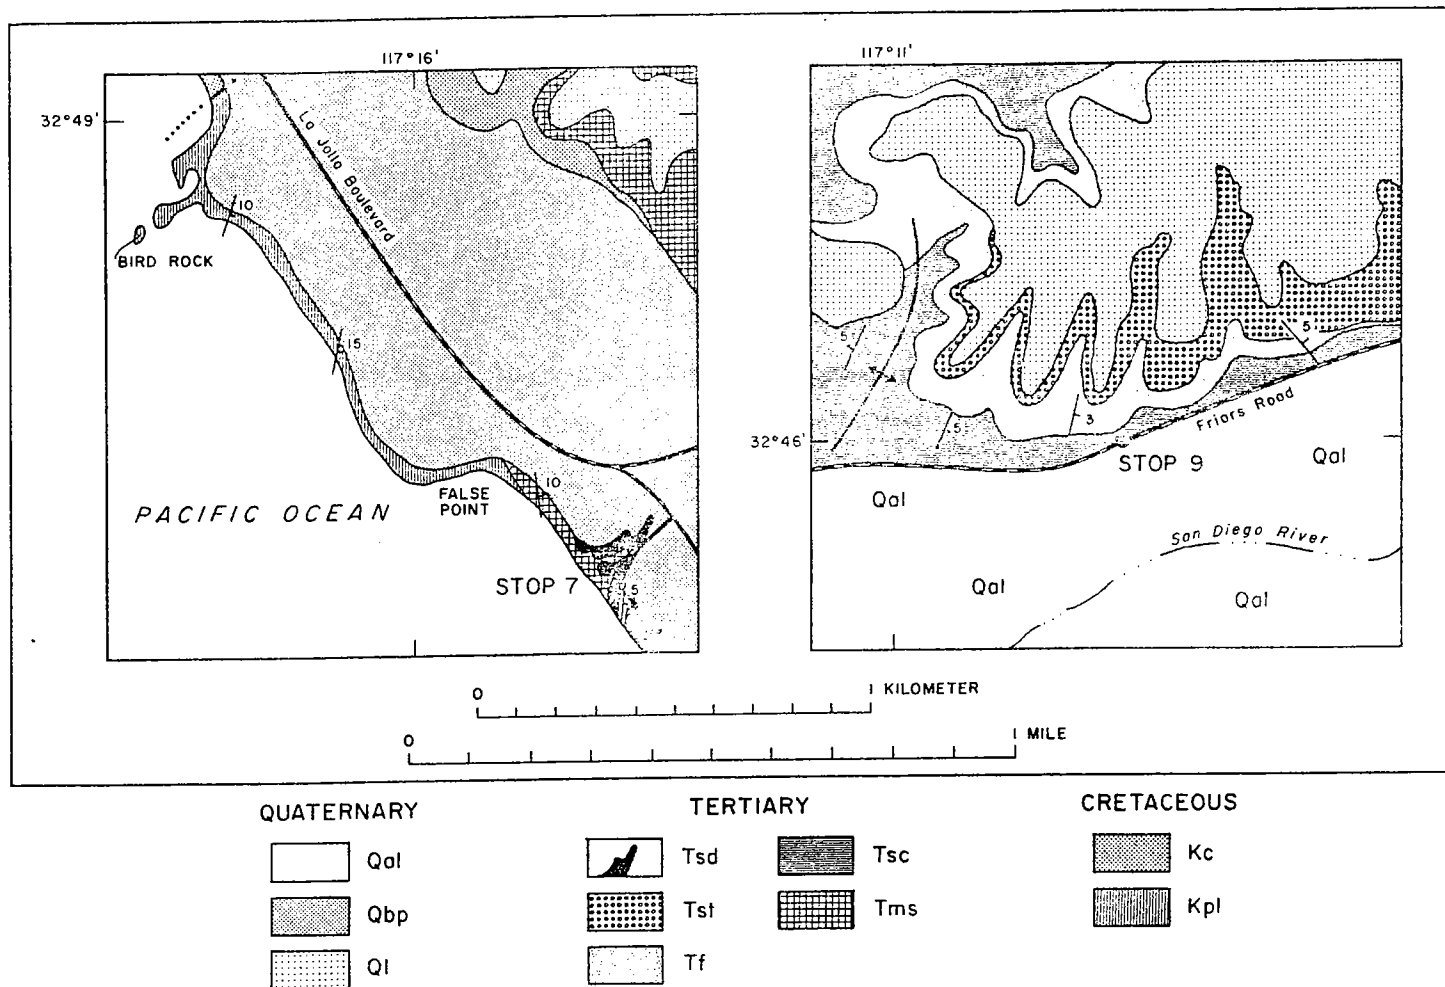 117°16'
32°49'
La Jolla Boulevard
10
BIRD ROCK
15
FALSE
POINT
10
PACIFIC OCEAN
STOP 7
5
117°11'
5
5
5
3
32°46'
Friars Road
STOP 9
Qal
Qal
San Diego River
Qal
Qal
0
1 KILOMETER
0
1 MILE
QUATERNARY
Qal
Qbp
Ql
TERTIARY
Tsd
Tst
Tf
Tsc
Tms
CRETACEOUS
Kc
Kpl